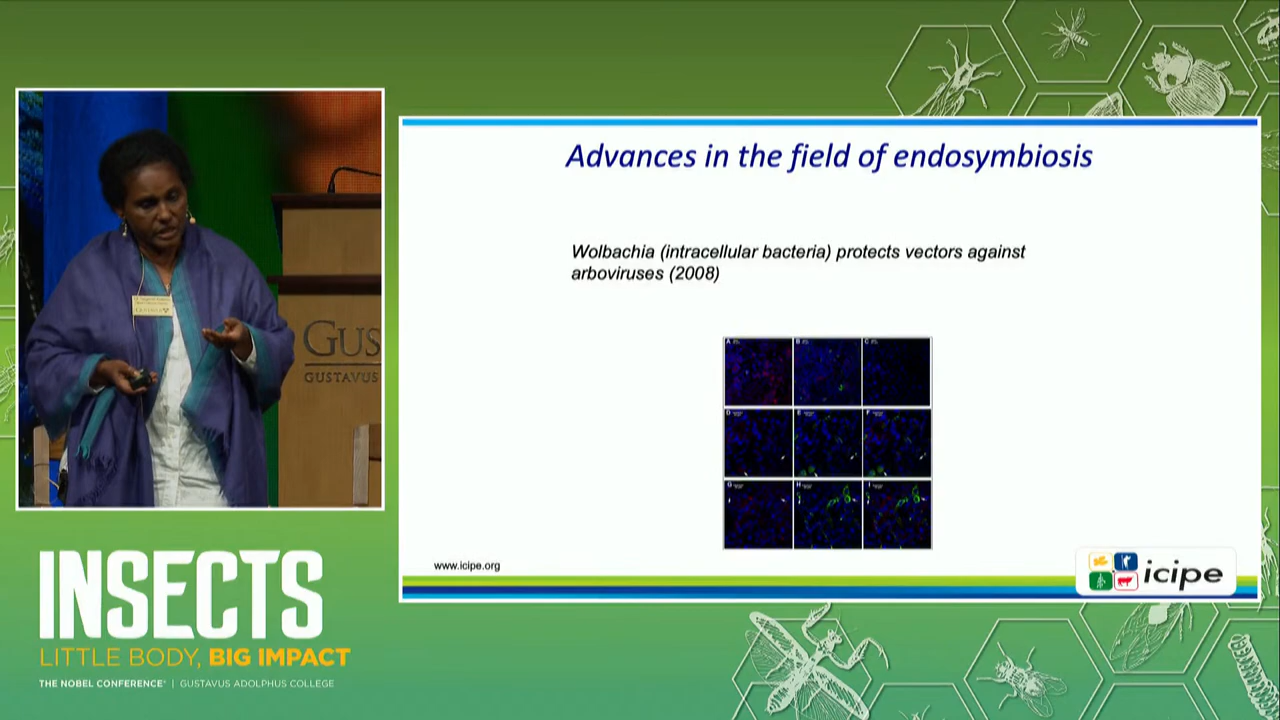 Advances in the field of endosymbiosis
Wolbachia (intracellular bacteria) protects vectors against
arboviruses (2008)
A
B
C
D
E
F
G
H
I
www.icipe.org
icipe
GUS
GUSTAVUS
INSECTS
LITTLE BODY, BIG IMPACT
THE NOBEL CONFERENCE® | GUSTAVUS ADOLPHUS COLLEGE